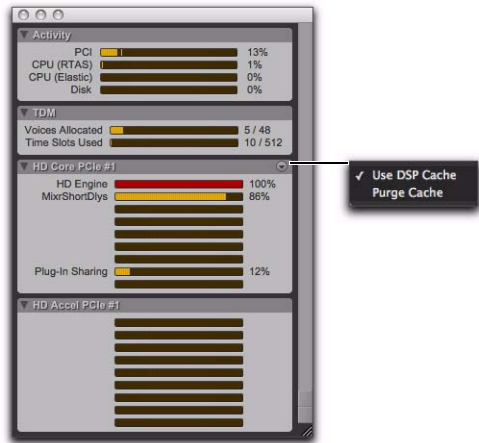 Activity
PCI 13%
CPU (RTAS) 1%
CPU (Elastic) 0%
Disk 0%
TDM
Voices Allocated 5 / 48
Time Slots Used 10 / 512
HD Core PCIe #1
✓ Use DSP Cache
Purge Cache
HD Engine 100%
MixrShortDlys 86%
Plug-In Sharing 12%
HD Accel PCIe #1